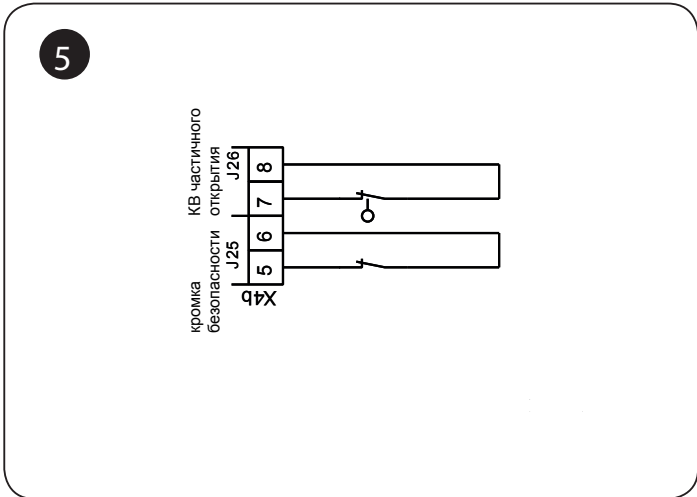 5
КВ частичного
открытия
J26
8
7
кромка
безопасности
J25
6
5
X4b